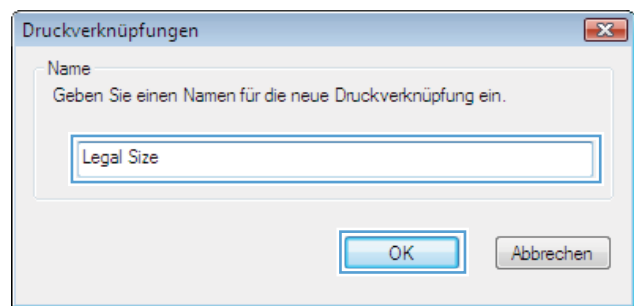 Druckverknüpfungen
Name
Geben Sie einen Namen für die neue Druckverknüpfung ein.
Legal Size
OK
Abbrechen